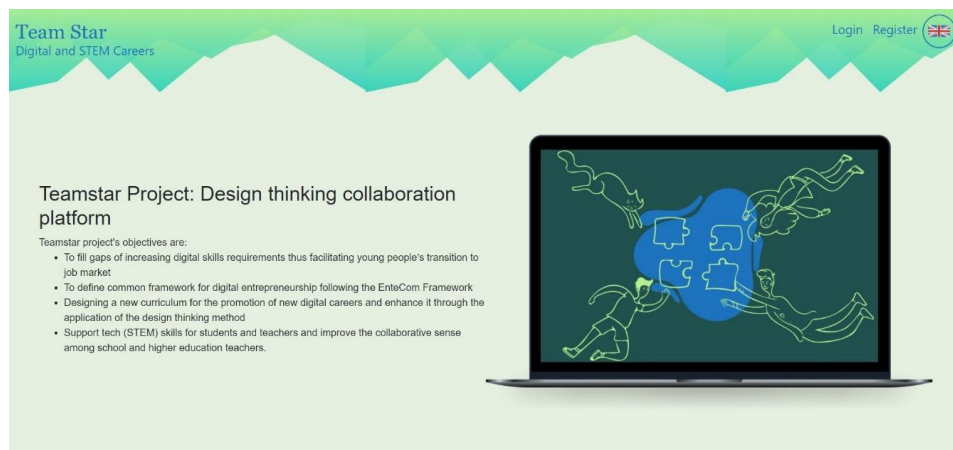 Team Star
Digital and STEM Careers
Login Register
Teamstar Project: Design thinking collaboration
platform
Teamstar project's objectives are:
• To fill gaps of increasing digital skills requirements thus facilitating young people's transition to
job market
• To define common framework for digital entrepreneurship following the EnteCom Framework
• Designing a new curriculum for the promotion of new digital careers and enhance it through the
application of the design thinking method
• Support tech (STEM) skills for students and teachers and improve the collaborative sense
among school and higher education teachers.